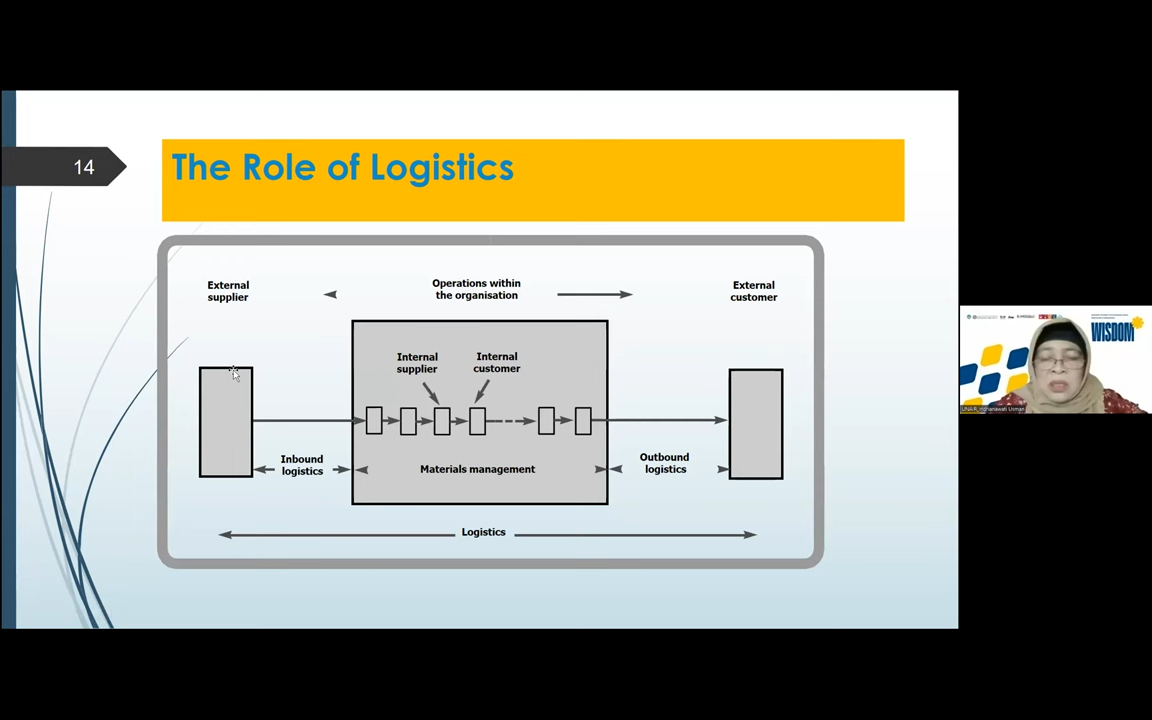 14
The Role of Logistics
External
supplier
Operations within
the organisation
External
customer
Internal
supplier
Internal
customer
Inbound
logistics
Materials management
Outbound
logistics
Logistics
WISDOM